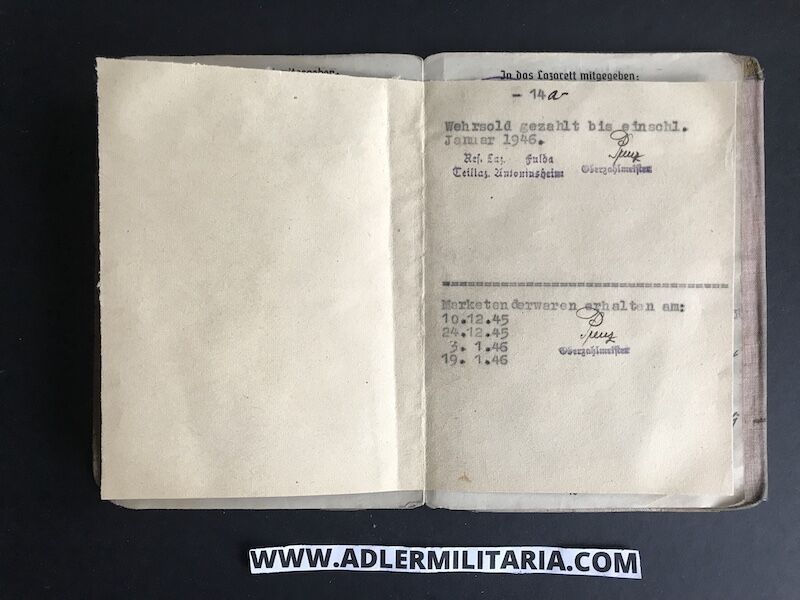 In das Lazarett mitgegeben:
- 14a -
Wehrsold gezahlt bis einschl.
Januar 1946.
Res. Laz. Fulda
Teillaz. Antoniusheim
Oberzahlmeister
Marketenderwaren erhalten am:
10.12.45
24.12.45
3. 1.46
19. 1.46
Oberzahlmeister
WWW.ADLERMILITARIA.COM